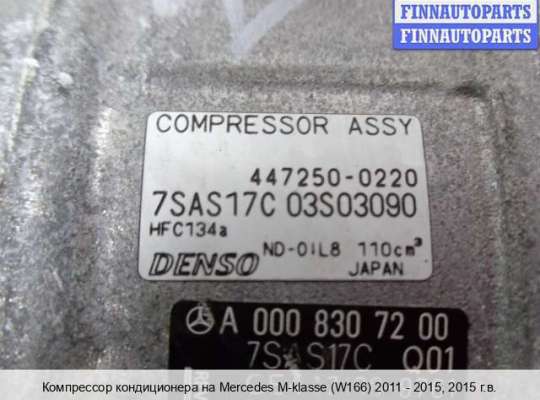 FINNAUTOPARTS
FINNAUTOPARTS
COMPRESSOR ASSY
447250-0220
7SAS17C 03S03090
HFC134a
ND-OIL8 110cm³
DENSO JAPAN
A 000 830 72 00
7SAS17C Q01
Компрессор кондиционера на Mercedes M-klasse (W166) 2011 - 2015, 2015 г.в.